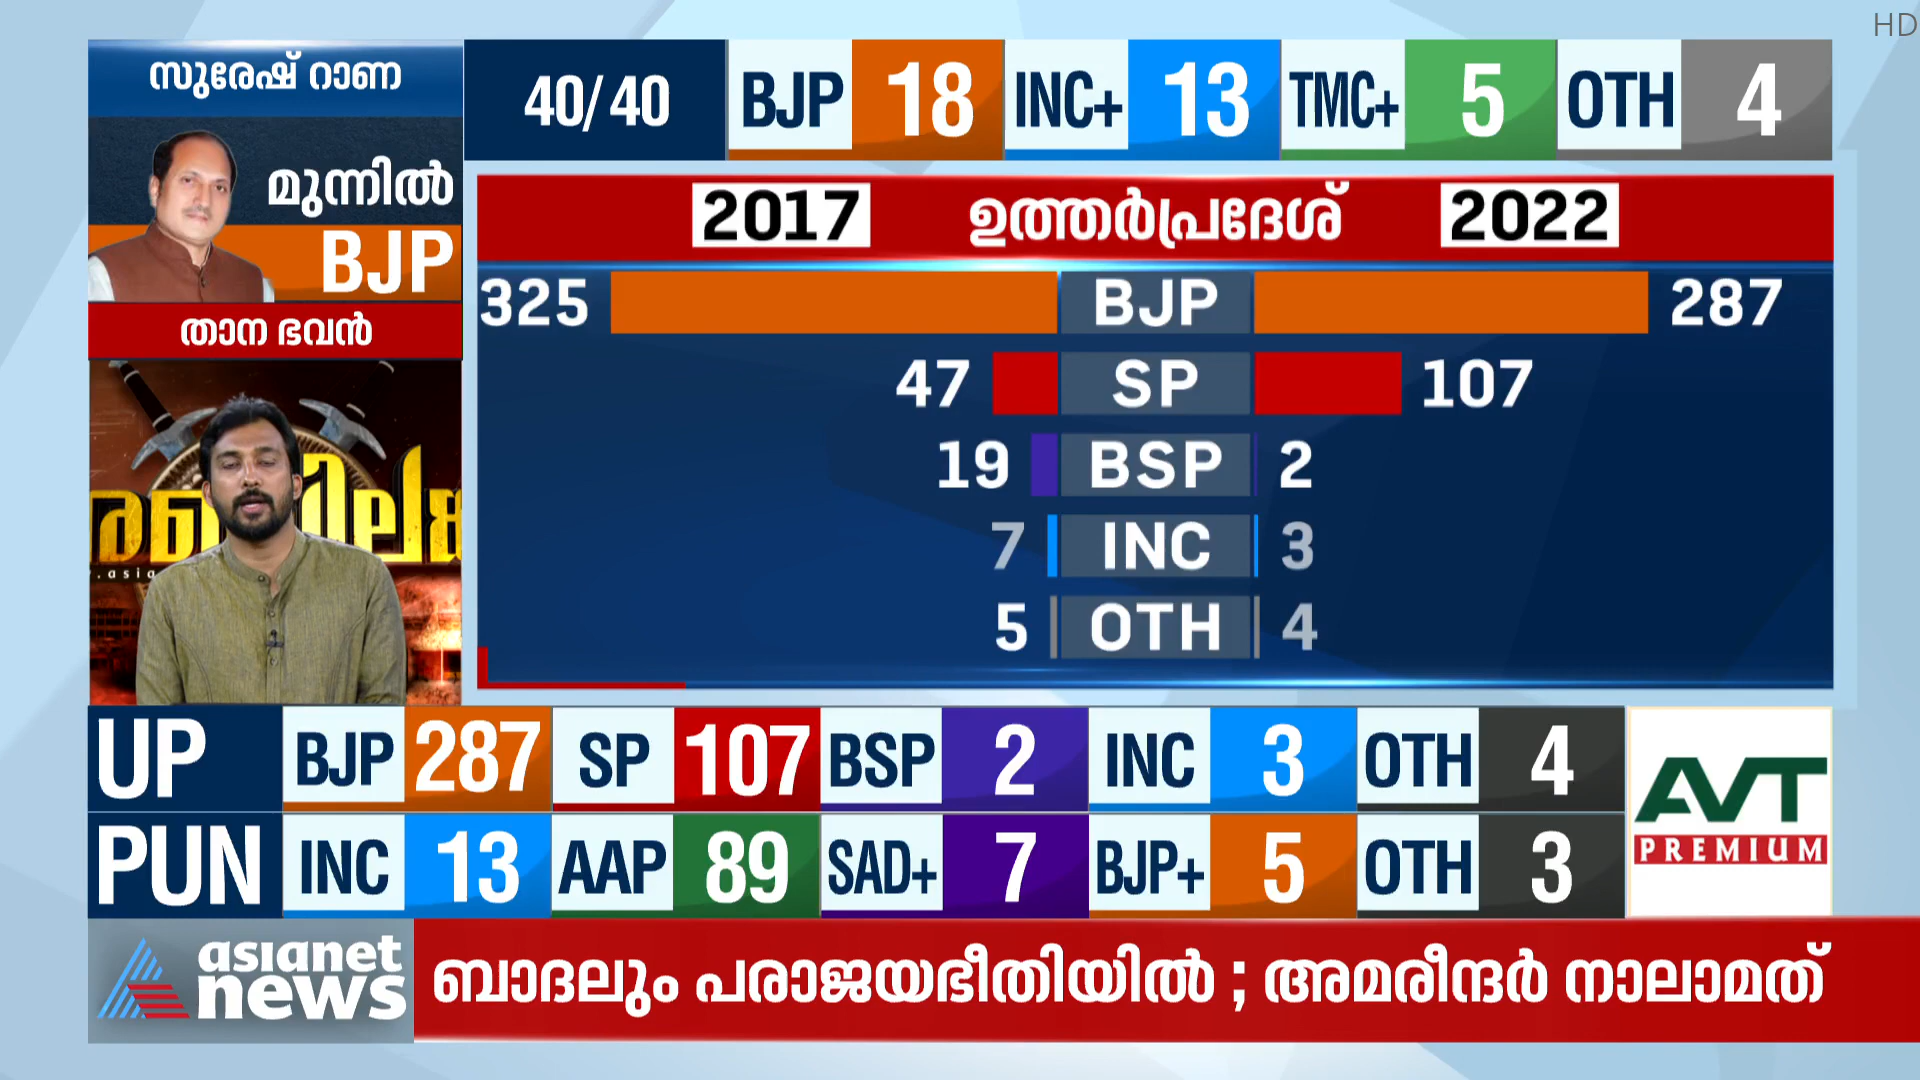 HD
സുരേഷ് റാണ
മുന്നിൽ
BJP
താന ഭവൻ
40/40 BJP 18 INC+ 13 TMC+ 5 OTH 4
2017 ഉത്തർപ്രദേശ് 2022
325 BJP 287
47 SP 107
19 BSP 2
7 INC 3
5 OTH 4
UP BJP 287 SP 107 BSP 2 INC 3 OTH 4
PUN INC 13 AAP 89 SAD+ 7 BJP+ 5 OTH 3
AVT
PREMIUM
asianet
news
ബാദലും പരാജയഭീതിയിൽ ; അമരീന്ദർ നാലാമത്